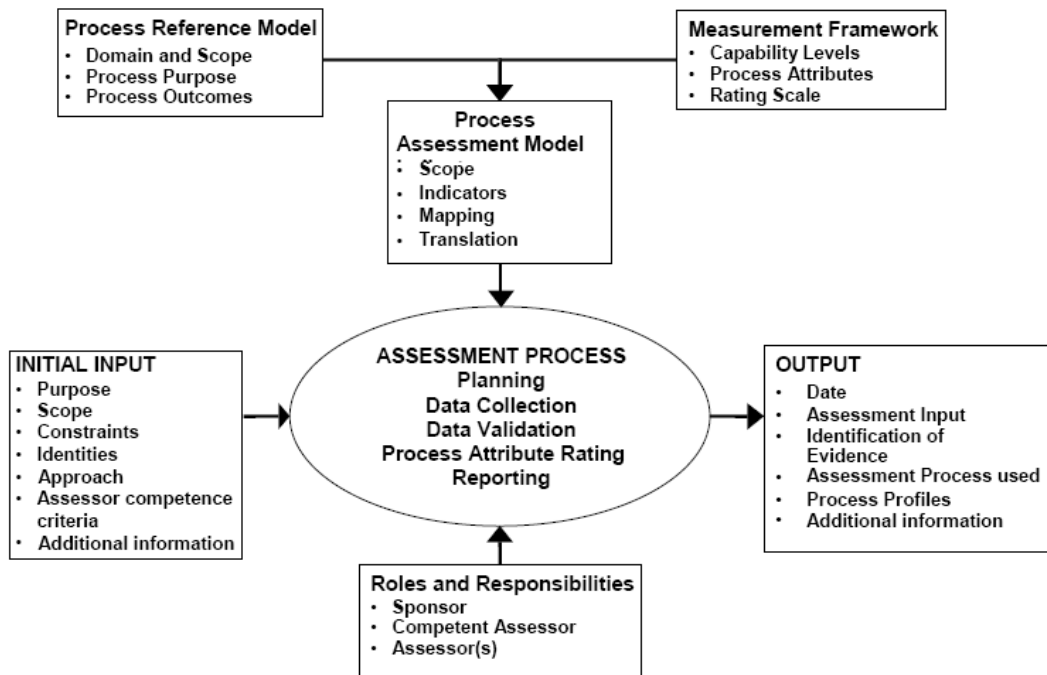 Process Reference Model
• Domain and Scope
• Process Purpose
• Process Outcomes
Measurement Framework
• Capability Levels
• Process Attributes
• Rating Scale
Process
Assessment Model
• Scope
• Indicators
• Mapping
• Translation
INITIAL INPUT
• Purpose
• Scope
• Constraints
• Identities
• Approach
• Assessor competence
criteria
• Additional information
ASSESSMENT PROCESS
Planning
Data Collection
Data Validation
Process Attribute Rating
Reporting
OUTPUT
• Date
• Assessment Input
• Identification of
Evidence
• Assessment Process used
• Process Profiles
• Additional information
Roles and Responsibilities
• Sponsor
• Competent Assessor
• Assessor(s)